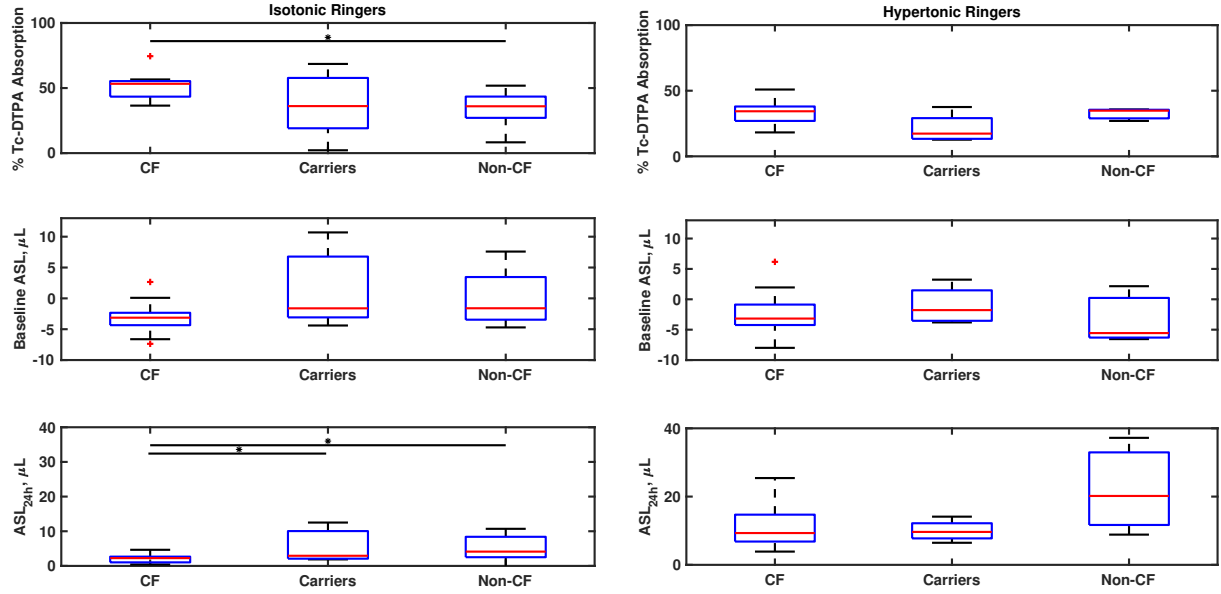 Isotonic Ringers
% Tc-DTPA Absorption
100
50
0
CF
Carriers
Non-CF
*
Hypertonic Ringers
% Tc-DTPA Absorption
100
50
0
CF
Carriers
Non-CF
Baseline ASL, μL
10
5
0
-5
-10
CF
Carriers
Non-CF
Baseline ASL, μL
10
5
0
-5
-10
CF
Carriers
Non-CF
ASL24h, μL
40
30
20
10
0
CF
Carriers
Non-CF
*
*
ASL24h, μL
40
20
0
CF
Carriers
Non-CF